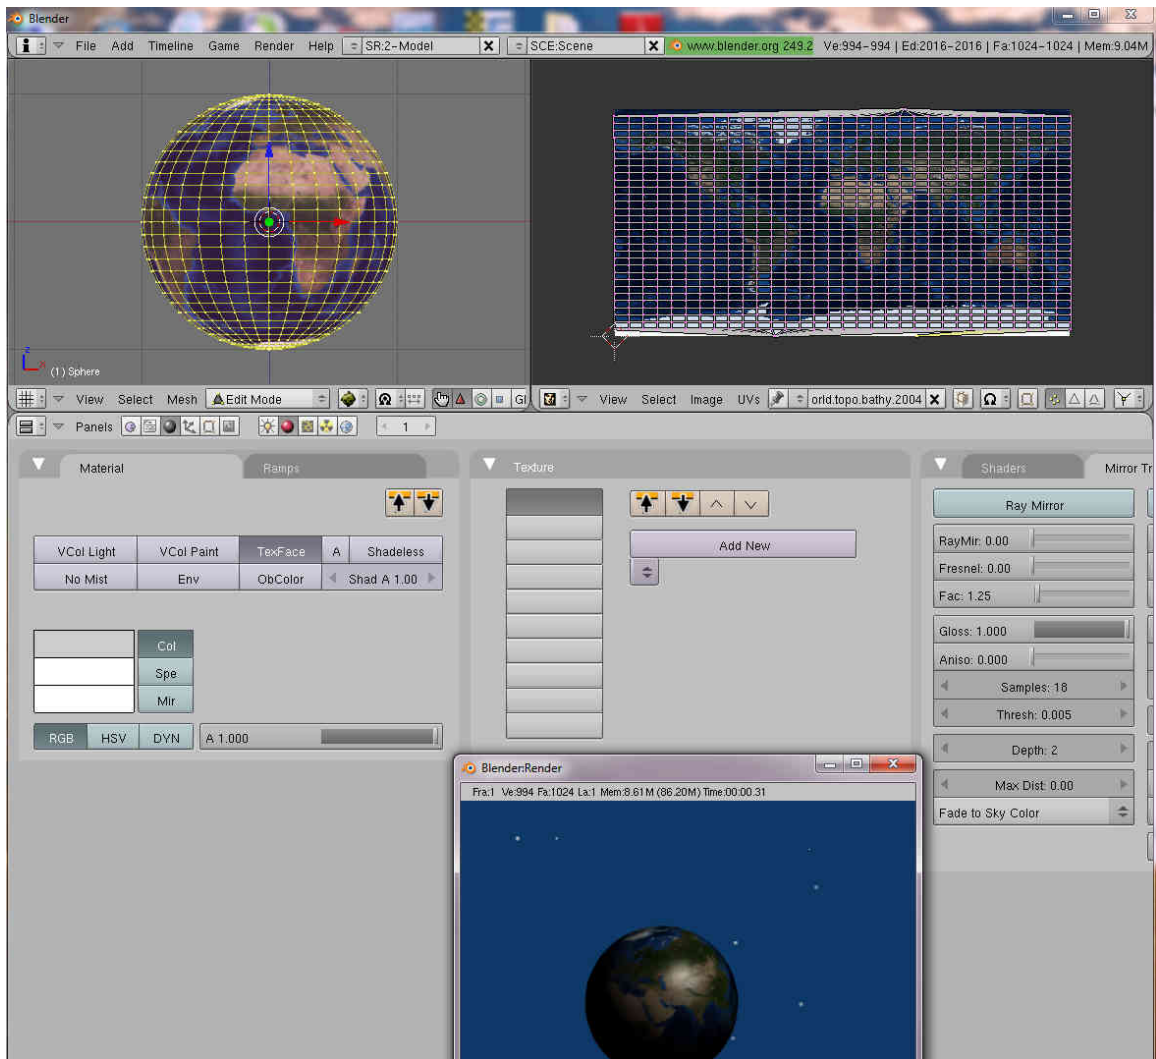 Blender
File Add Timeline Game Render Help SR:2-Model X SCE:Scene X www.blender.org 249.2 Ve:994-994 | Ed:2016-2016 | Fa:1024-1024 | Mem:9.04M
z
x
(1) Sphere
View Select Mesh Edit Mode Gl
View Select Image UVs orld.topo.bathy.2004 X
Panels 1
Material Ramps
Texture
Shaders Mirror Tr
VCol Light VCol Paint TexFace A Shadeless
No Mist Env ObColor Shad A 1.00
Add New
Ray Mirror
RayMir: 0.00
Fresnel: 0.00
Fac: 1.25
Gloss: 1.000
Aniso: 0.000
Samples: 18
Thresh: 0.005
Depth: 2
Max Dist: 0.00
Fade to Sky Color
Col
Spe
Mir
RGB HSV DYN A 1.000
Blender:Render
Fra:1 Ve:994 Fa:1024 La:1 Mem:8.61M (86.20M) Time:00:00.31